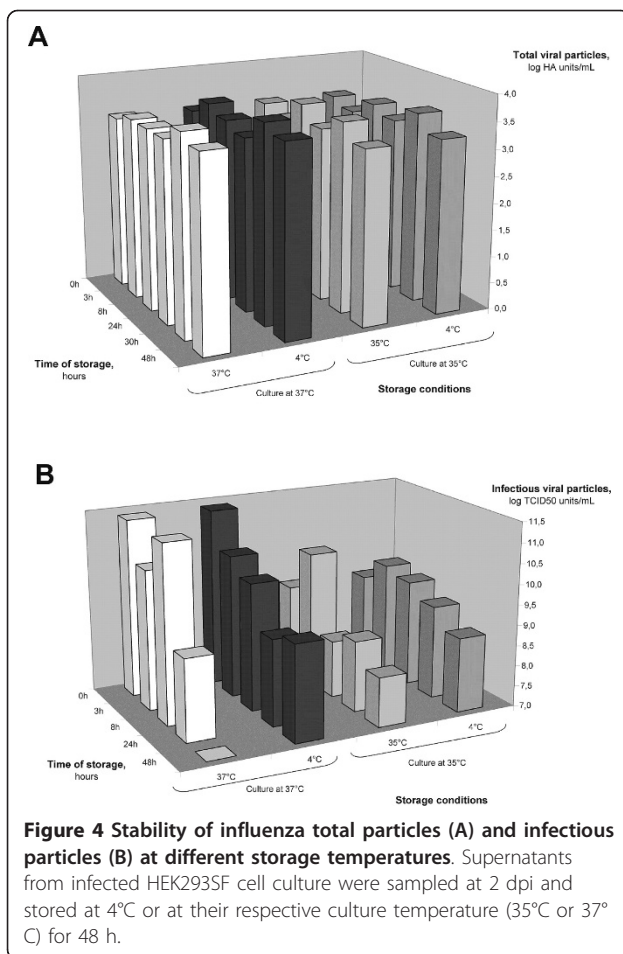 A
Total viral particles,
log HA units/mL
4,0
3,5
3,0
2,5
2,0
1,5
1,0
0,5
0,0
0h
3h
8h
24h
30h
48h
Time of storage,
hours
37°C
4°C
35°C
4°C
Culture at 37°C
Culture at 35°C
Storage conditions
B
Infectious viral particles,
log TCID50 units/mL
11,5
11,0
10,5
10,0
9,5
9,0
8,5
8,0
7,5
7,0
0h
3h
8h
24h
48h
Time of storage,
hours
37°C
4°C
35°C
4°C
Culture at 37°C
Culture at 35°C
Storage conditions
Figure 4 Stability of influenza total particles (A) and infectious
particles (B) at different storage temperatures. Supernatants
from infected HEK293SF cell culture were sampled at 2 dpi and
stored at 4°C or at their respective culture temperature (35°C or 37°
C) for 48 h.